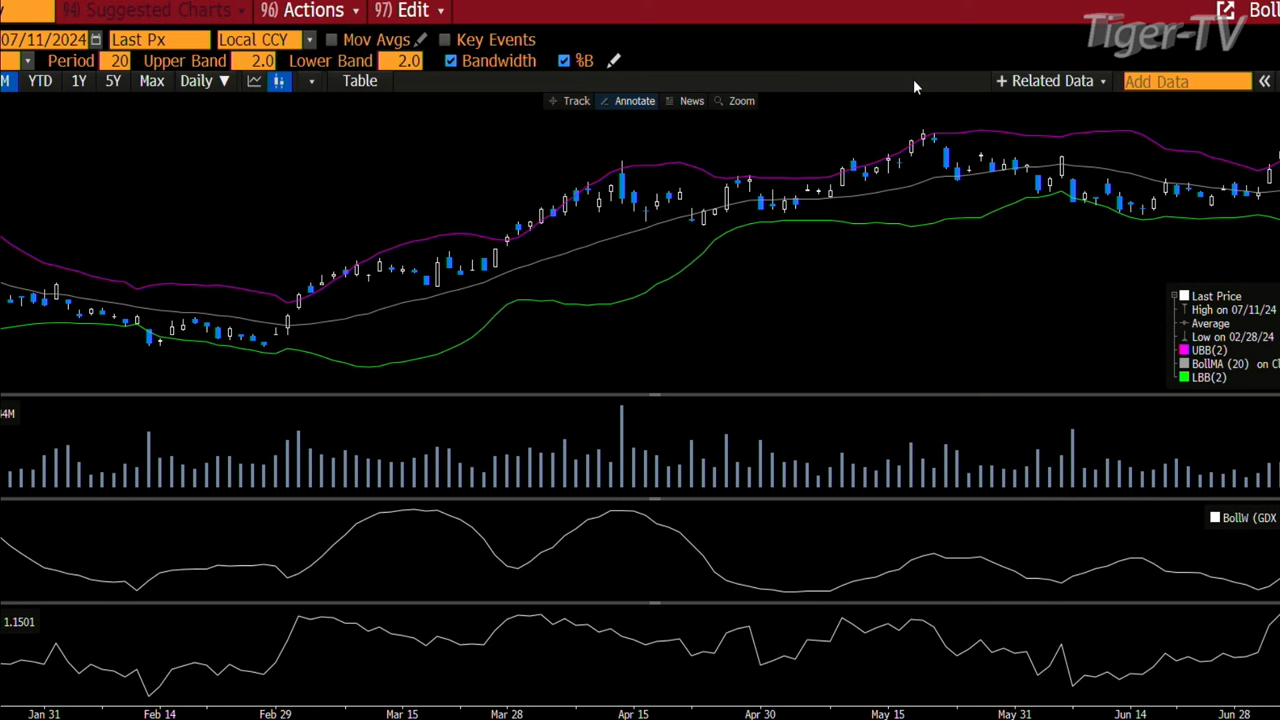 94) Suggested Charts 96) Actions 97) Edit Boll
Tiger-TV
07/11/2024 Last Px Local CCY Mov Avgs Key Events
Period 20 Upper Band 2.0 Lower Band 2.0 Bandwidth %B
M YTD 1Y 5Y Max Daily ▼ Table + Related Data Add Data «
Track Annotate News Zoom
Last Price
High on 07/11/24
Average
Low on 02/28/24
UBB(2)
BollMA (20) on Cl
LBB(2)
4M
BollW (GDX
1.1501
Jan 31 Feb 14 Feb 29 Mar 15 Mar 28 Apr 15 Apr 30 May 15 May 31 Jun 14 Jun 28